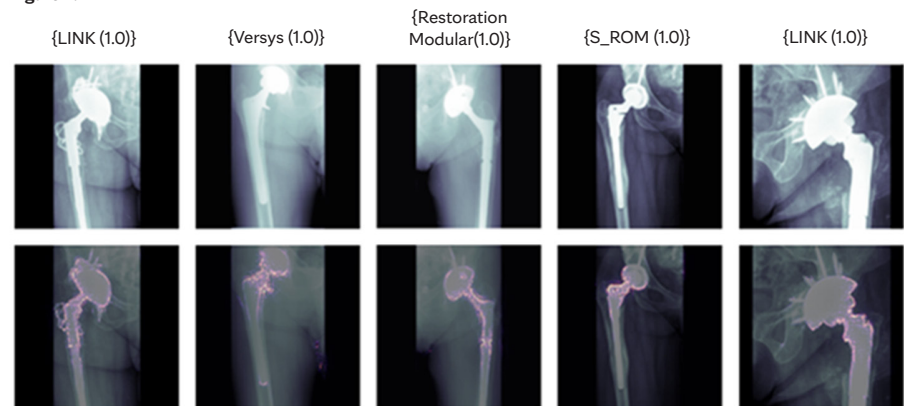 {LINK (1.0)}
{Versys (1.0)}
{Restoration
Modular(1.0)}
{S_ROM (1.0)}
{LINK (1.0)}